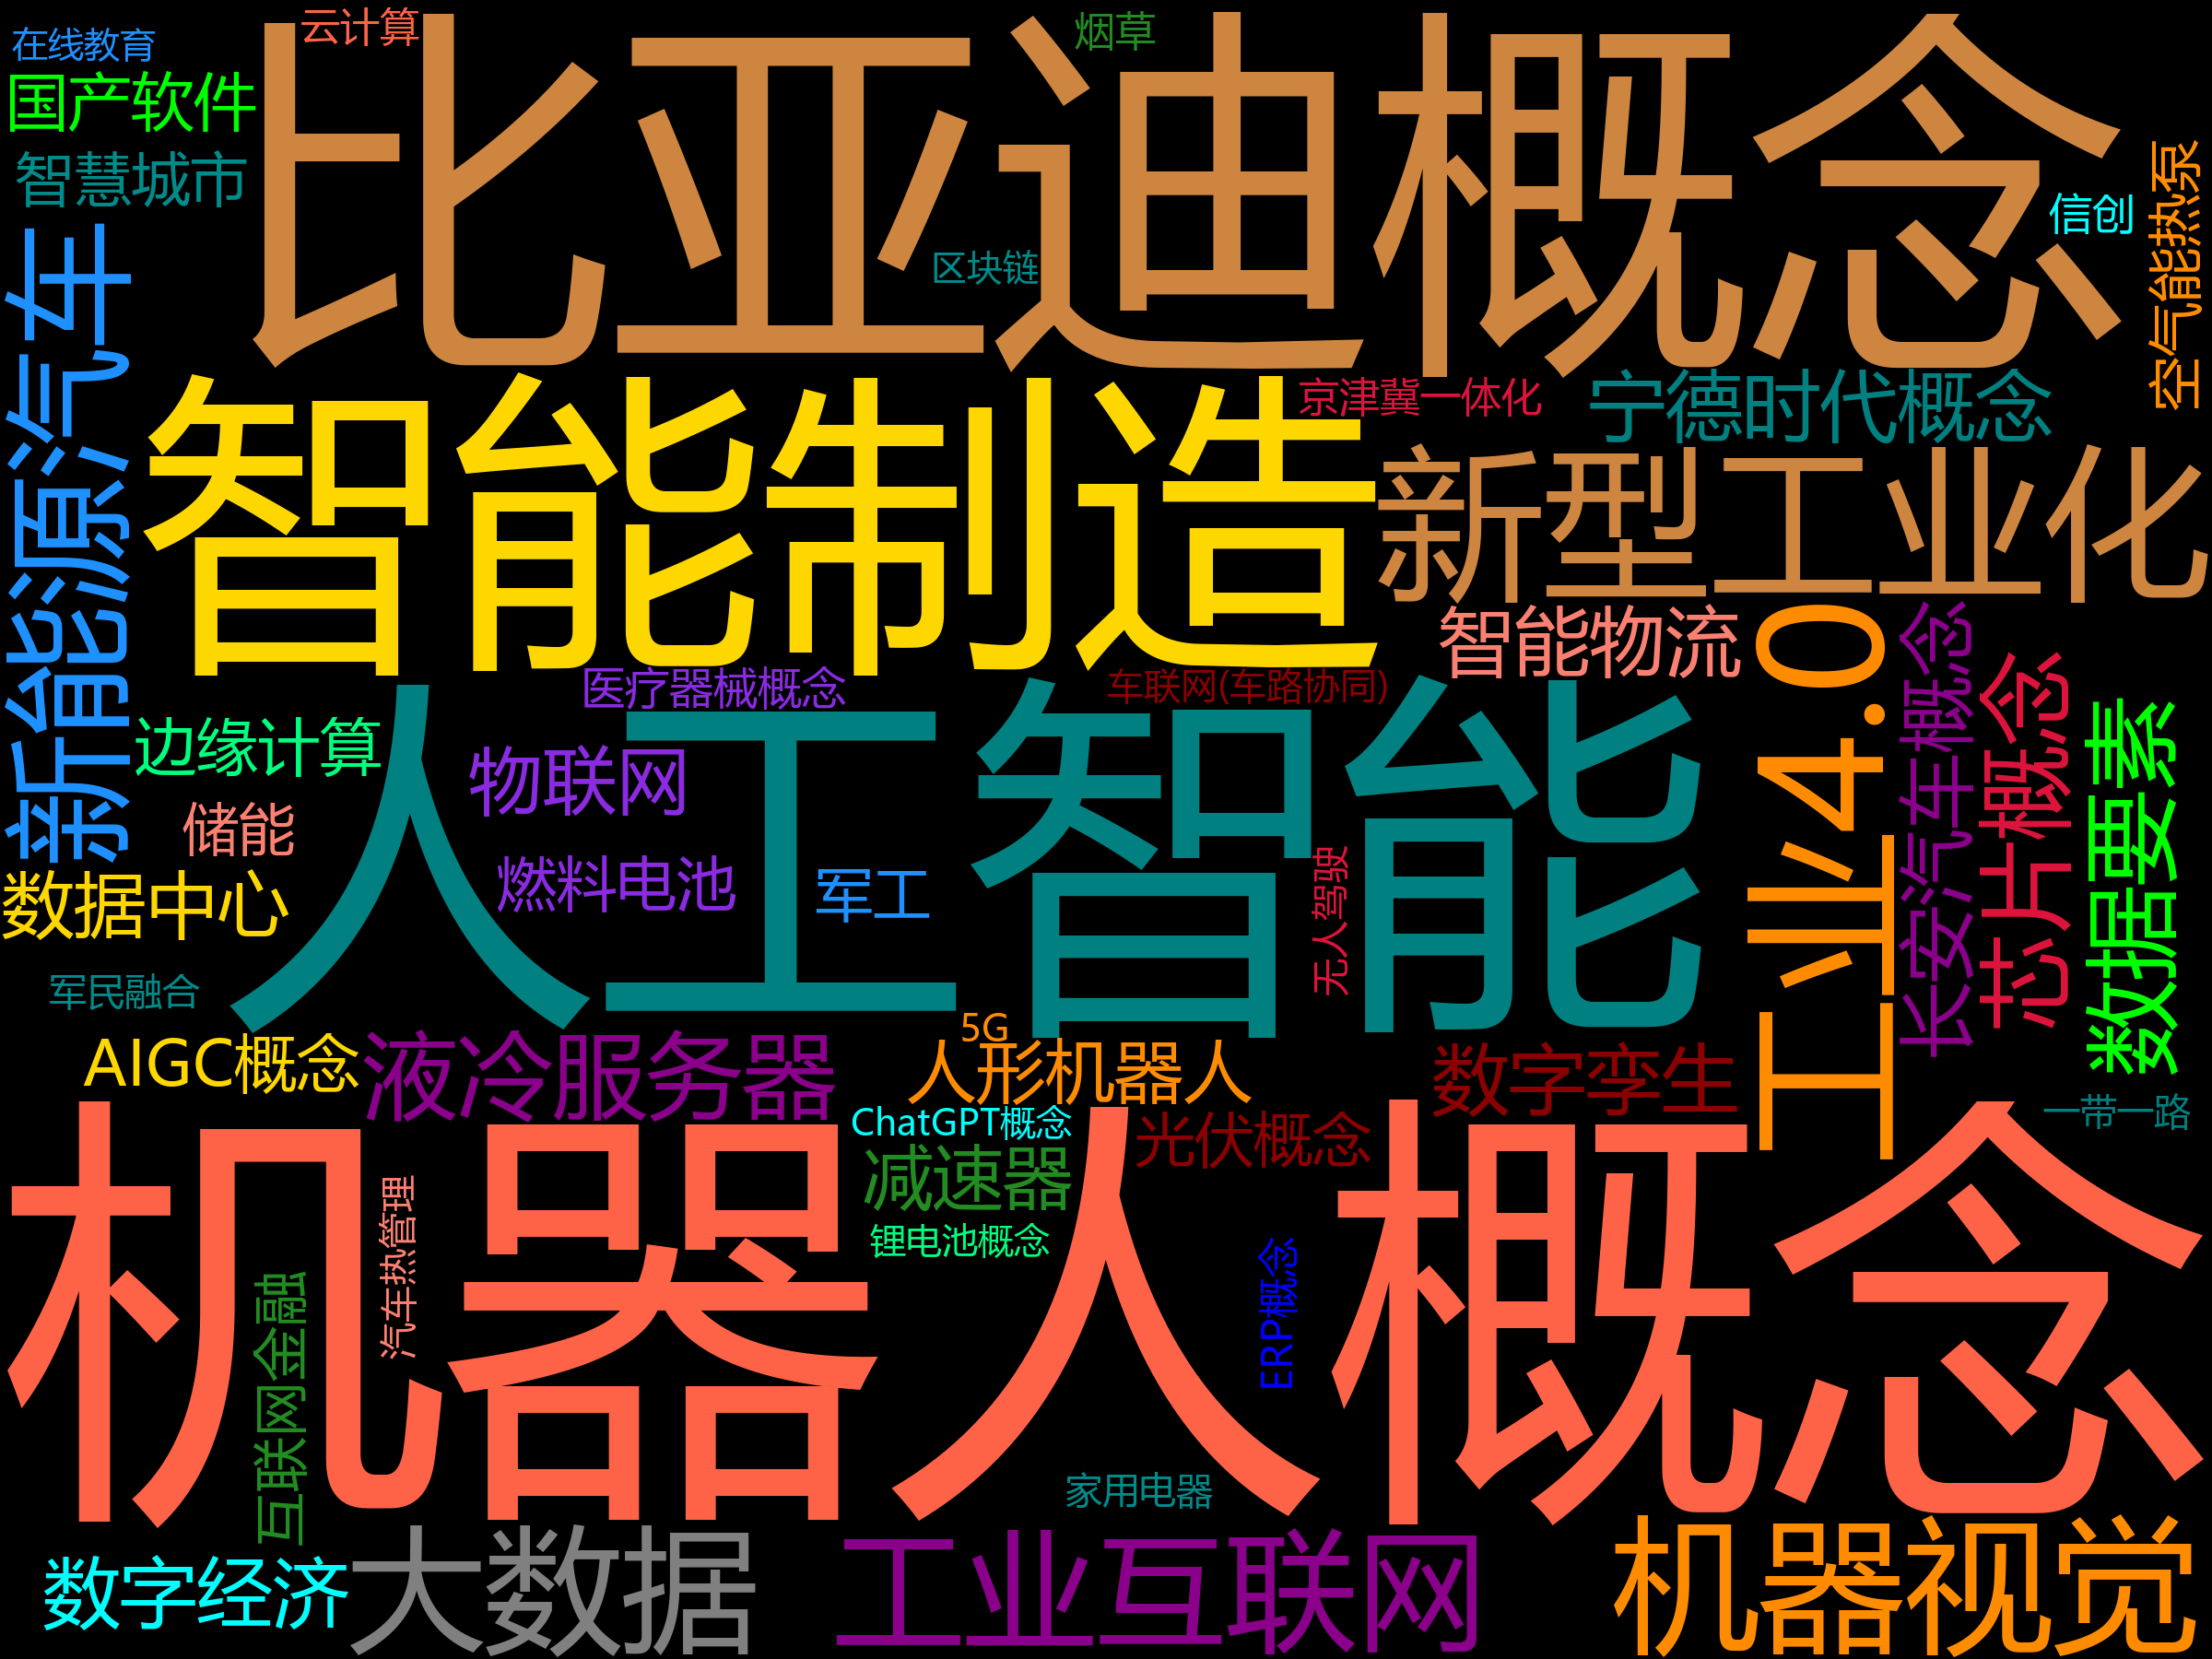 云计算
烟草
在线教育
国产软件
比亚迪概念
智慧城市
信创
空气能热泵
区块链
新能源汽车
智能制造
京津冀一体化
宁德时代概念
新型工业化
智能物流
医疗器械概念
车联网(车路协同)
工业4.0
长安汽车概念
芯片概念
数据要素
边缘计算
物联网
人工智能
储能
燃料电池
军工
无人驾驶
数据中心
军民融合
5G
AIGC概念
液冷服务器
人形机器人
数字孪生
ChatGPT概念
光伏概念
一带一路
减速器
机器人概念
汽车热管理
锂电池概念
ERP概念
互联网金融
家用电器
数字经济
大数据
工业互联网
机器视觉